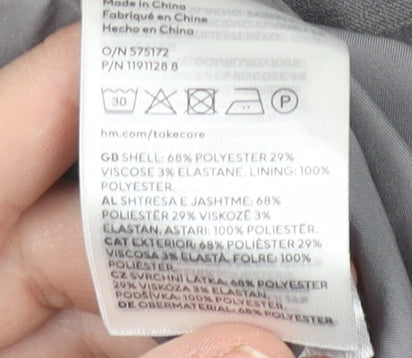 Made in China
Fabriqué en Chine
Hecho en China
O/N 575172
P/N 1191128 8
30
P
hm.com/takecare
GB SHELL: 68% POLYESTER 29%
VISCOSE 3% ELASTANE. LINING: 100%
POLYESTER.
AL SHTRESA E JASHTME: 68%
POLIESTËR 29% VISKOZË 3%
ELASTAN, ASTARI: 100% POLIESTËR.
CAT EXTERIOR: 68% POLIÈSTER 29%
VISCOSA 3% ELASTÀ, FOLRE: 100%
POLIÈSTER.
CZ SVRCHNÍ LÁTKA: 68% POLYESTER
29% VISKÓZA 3% ELASTAN.
PODŠÍVKA: 100% POLYESTER.
DE OBERMATERIAL: 68% POLYESTER